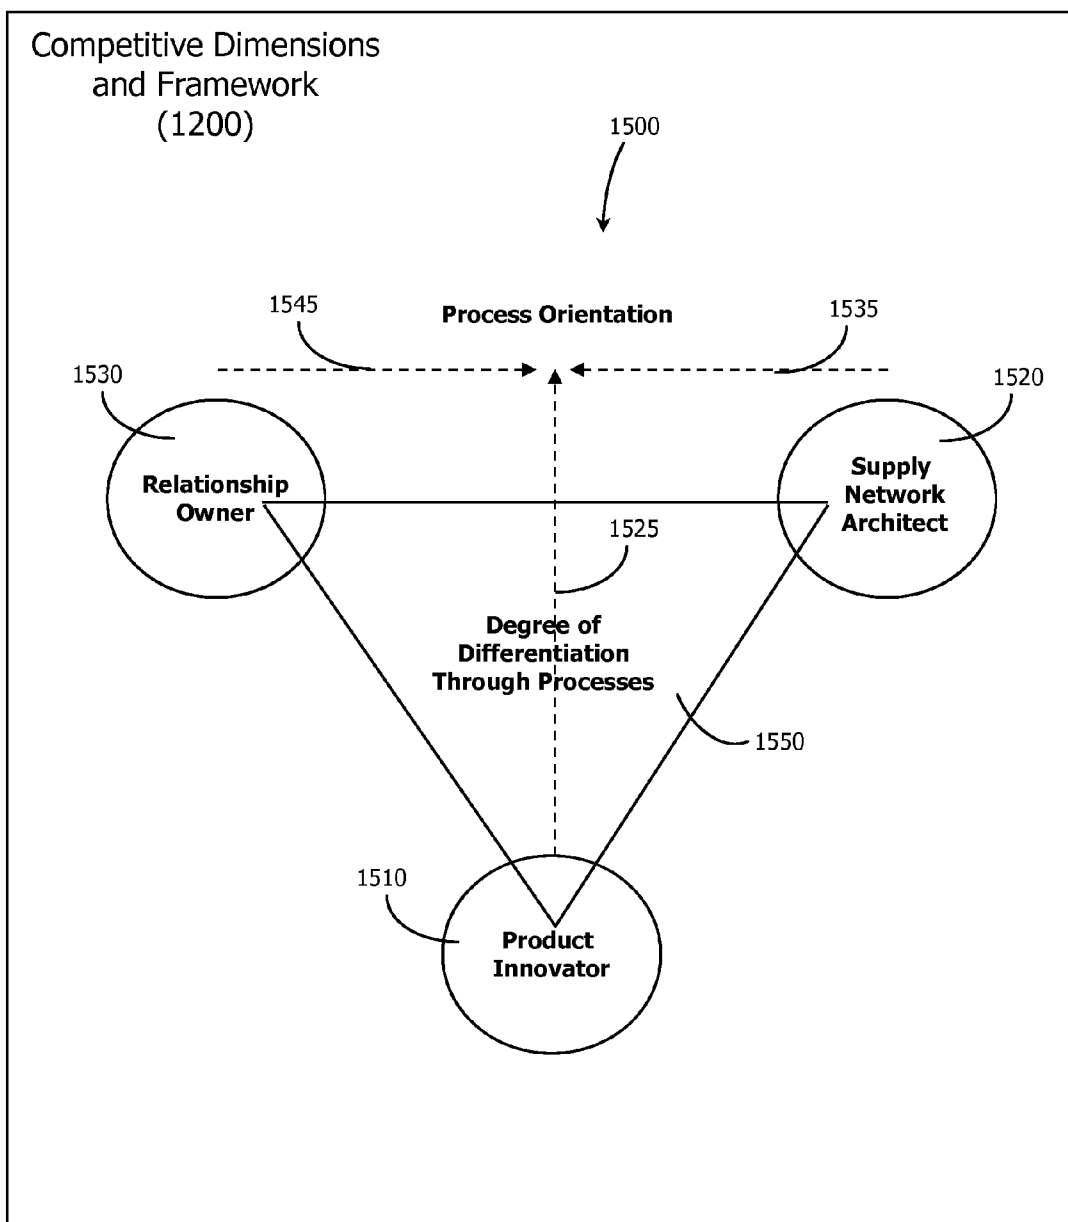 Competitive Dimensions
and Framework
(1200)
1500
1545
Process Orientation
1535
1530
1520
Relationship
Owner
Supply
Network
Architect
1525
Degree of
Differentiation
Through Processes
1550
1510
Product
Innovator